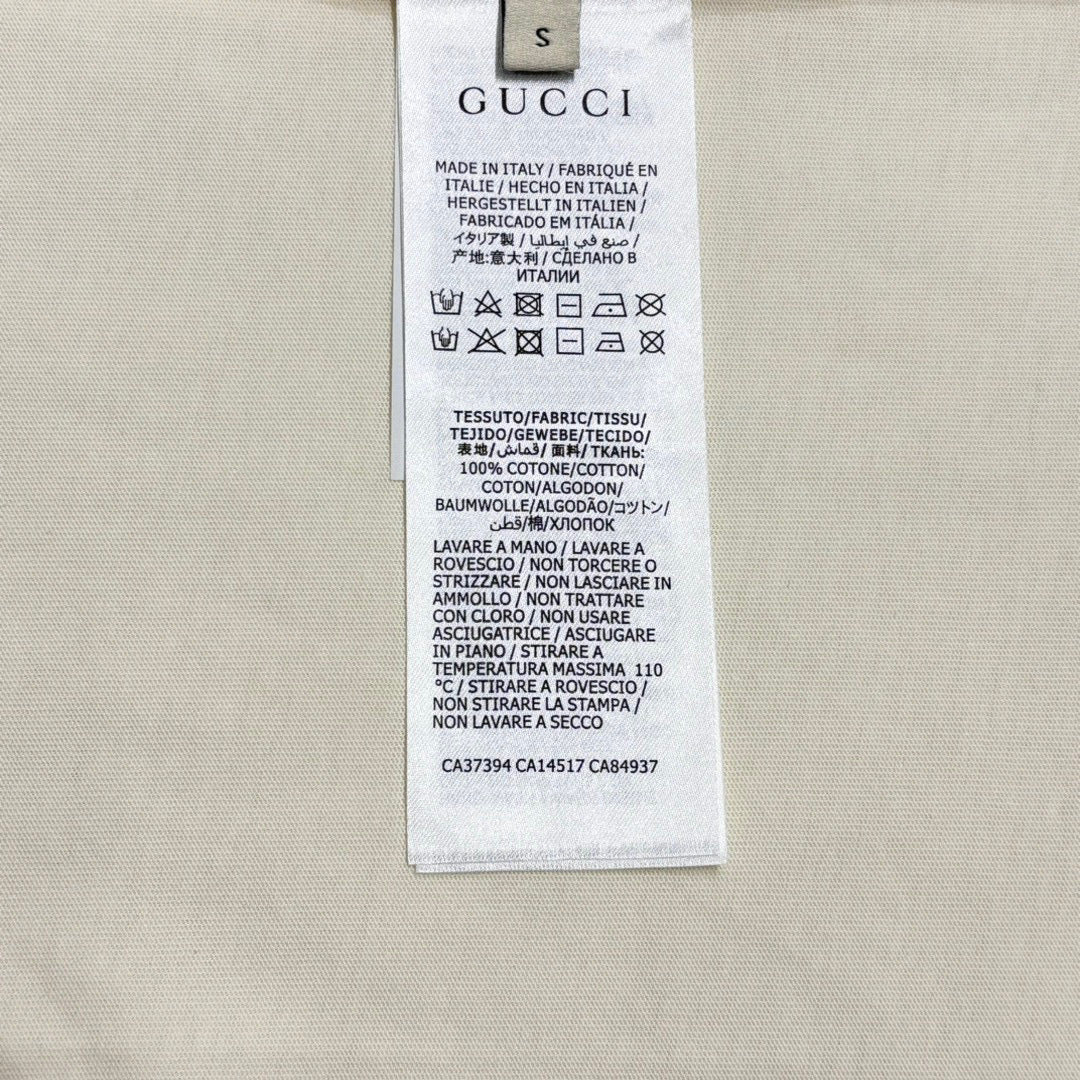 S
GUCCI
MADE IN ITALY / FABRIQUÉ EN
ITALIE / HECHO EN ITALIA /
HERGESTELLT IN ITALIEN /
FABRICADO EM ITÁLIA /
イタリア製 / صنع في إيطاليا /
产地:意大利 / СДЕЛАНО В
ИТАЛИИ
TESSUTO/FABRIC/TISSU/
TEJIDO/GEWEBE/TECIDO/
表地/قماش/ 面料/ ТКАНЬ:
100% COTONE/COTTON/
COTON/ALGODON/
BAUMWOLLE/ALGODÃO/コツトン/
قطن/棉/ХЛОПОК
LAVARE A MANO / LAVARE A
ROVESCIO / NON TORCERE O
STRIZZARE / NON LASCIARE IN
AMMOLLO / NON TRATTARE
CON CLORO / NON USARE
ASCIUGATRICE / ASCIUGARE
IN PIANO / STIRARE A
TEMPERATURA MASSIMA 110
°C / STIRARE A ROVESCIO /
NON STIRARE LA STAMPA /
NON LAVARE A SECCO
CA37394 CA14517 CA84937